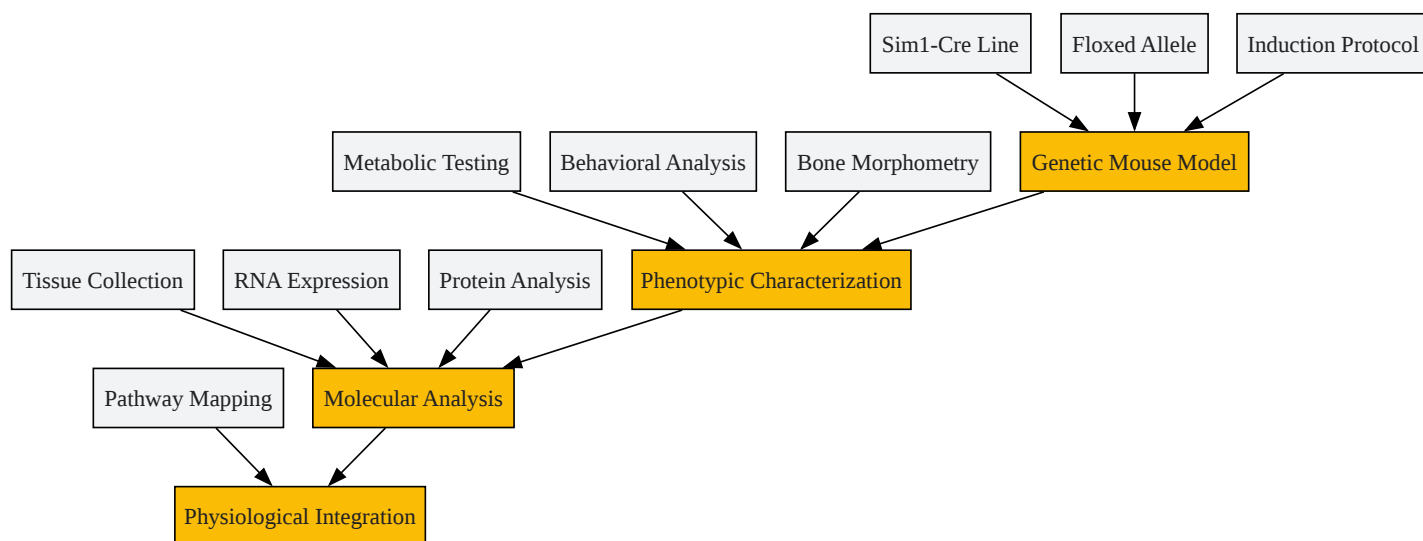 Sim1-Cre Line
Floxed Allele
Induction Protocol
Metabolic Testing
Behavioral Analysis
Bone Morphometry
Genetic Mouse Model
Tissue Collection
RNA Expression
Protein Analysis
Phenotypic Characterization
Pathway Mapping
Molecular Analysis
Physiological Integration